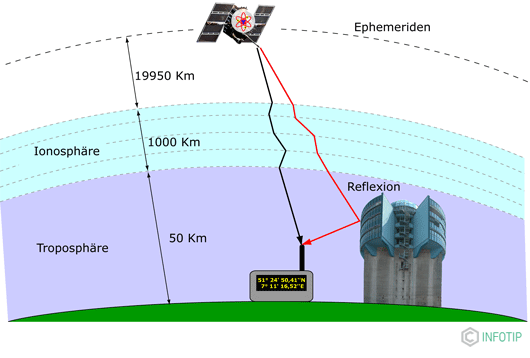 Ephemeriden
19950 Km
Ionosphäre
1000 Km
Reflexion
Troposphäre
50 Km
51° 24' 50,41"N
7° 11' 16,52"E
© INFOTIP